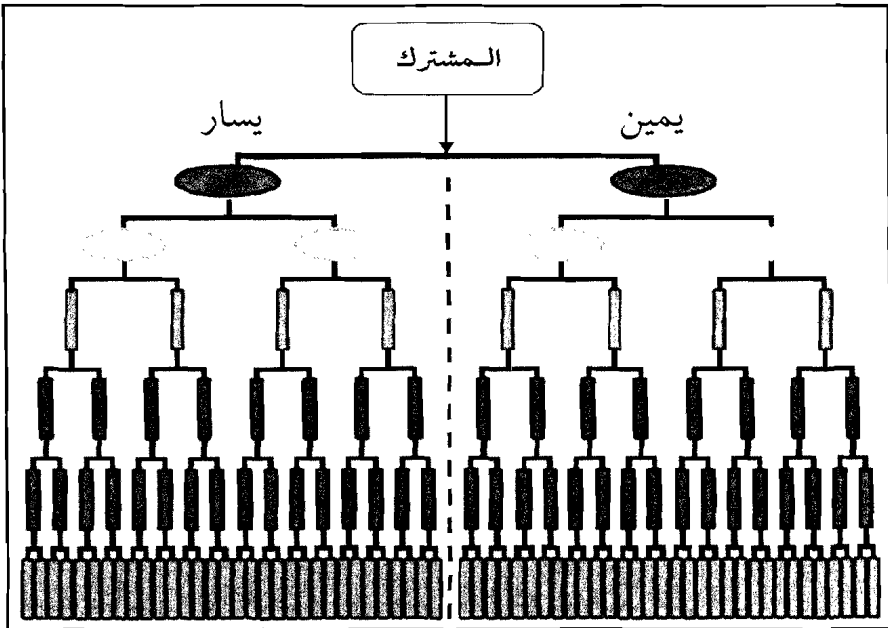 المشترك
يمين
يسار